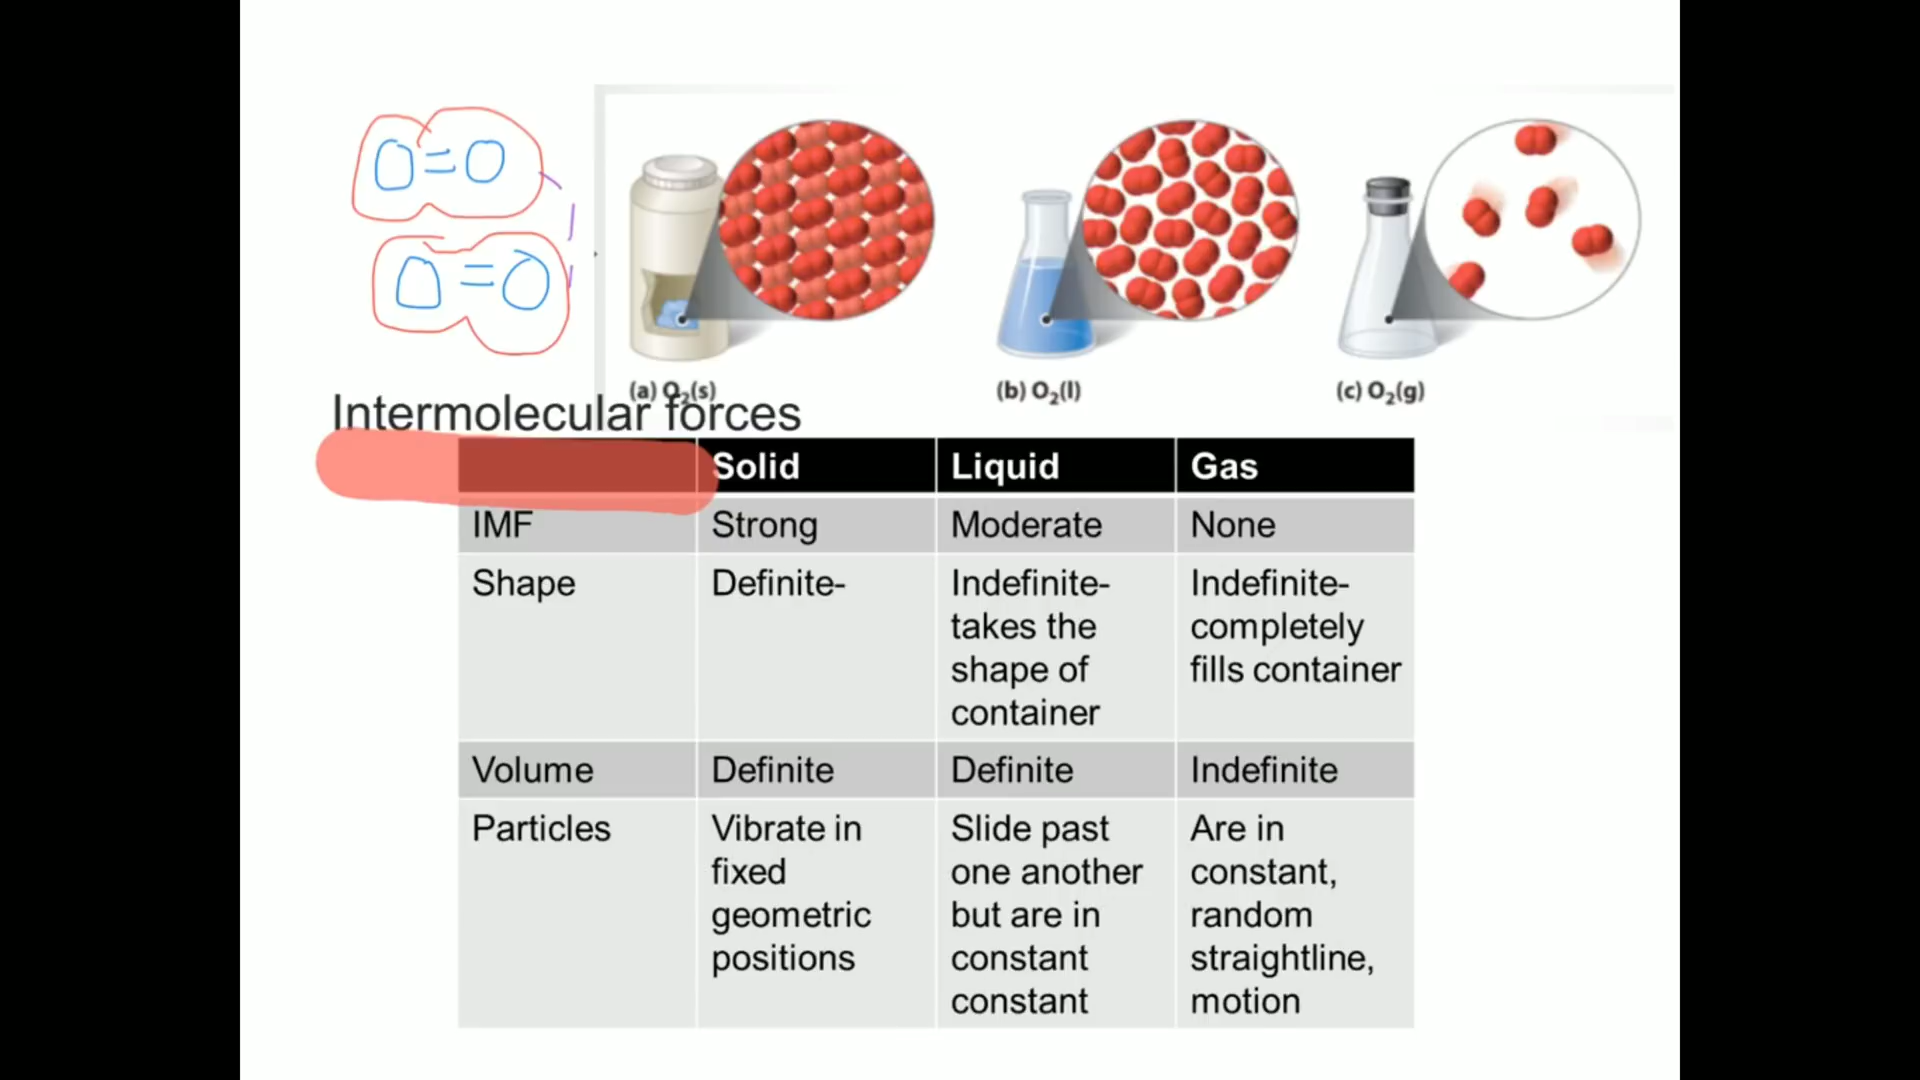 O=O
O=O
(a) O₂(s)
(b) O₂(l)
(c) O₂(g)
Intermolecular forces
Solid Liquid Gas
IMF Strong Moderate None
Shape Definite- Indefinite- Indefinite-
takes the completely
shape of fills container
container
Volume Definite Definite Indefinite
Particles Vibrate in Slide past Are in
fixed one another constant,
geometric but are in random
positions constant straightline,
constant motion